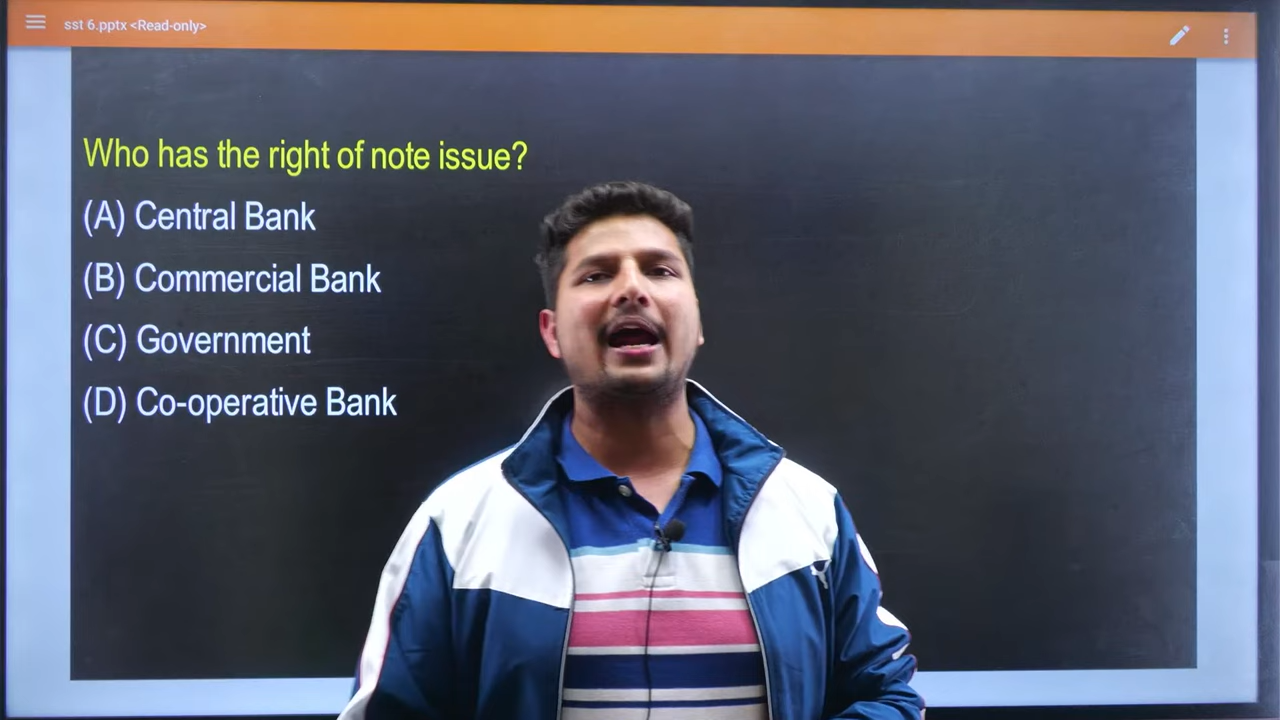 sst 6.pptx <Read-only>
Who has the right of note issue?
(A) Central Bank
(B) Commercial Bank
(C) Government
(D) Co-operative Bank